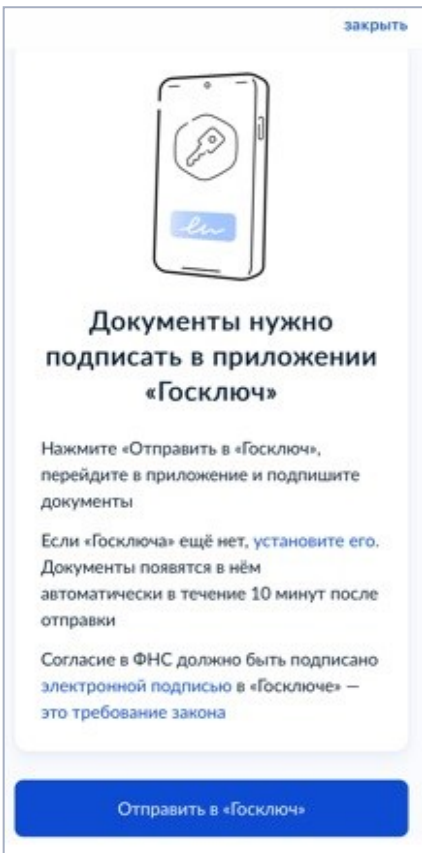 закрыть
Документы нужно
подписать в приложении
«Госключ»
Нажмите «Отправить в «Госключ»,
перейдите в приложение и подпишите
документы
Если «Госключа» ещё нет, установите его.
Документы появятся в нём
автоматически в течение 10 минут после
отправки
Согласие в ФНС должно быть подписано
электронной подписью в «Госключе» —
это требование закона
Отправить в «Госключ»